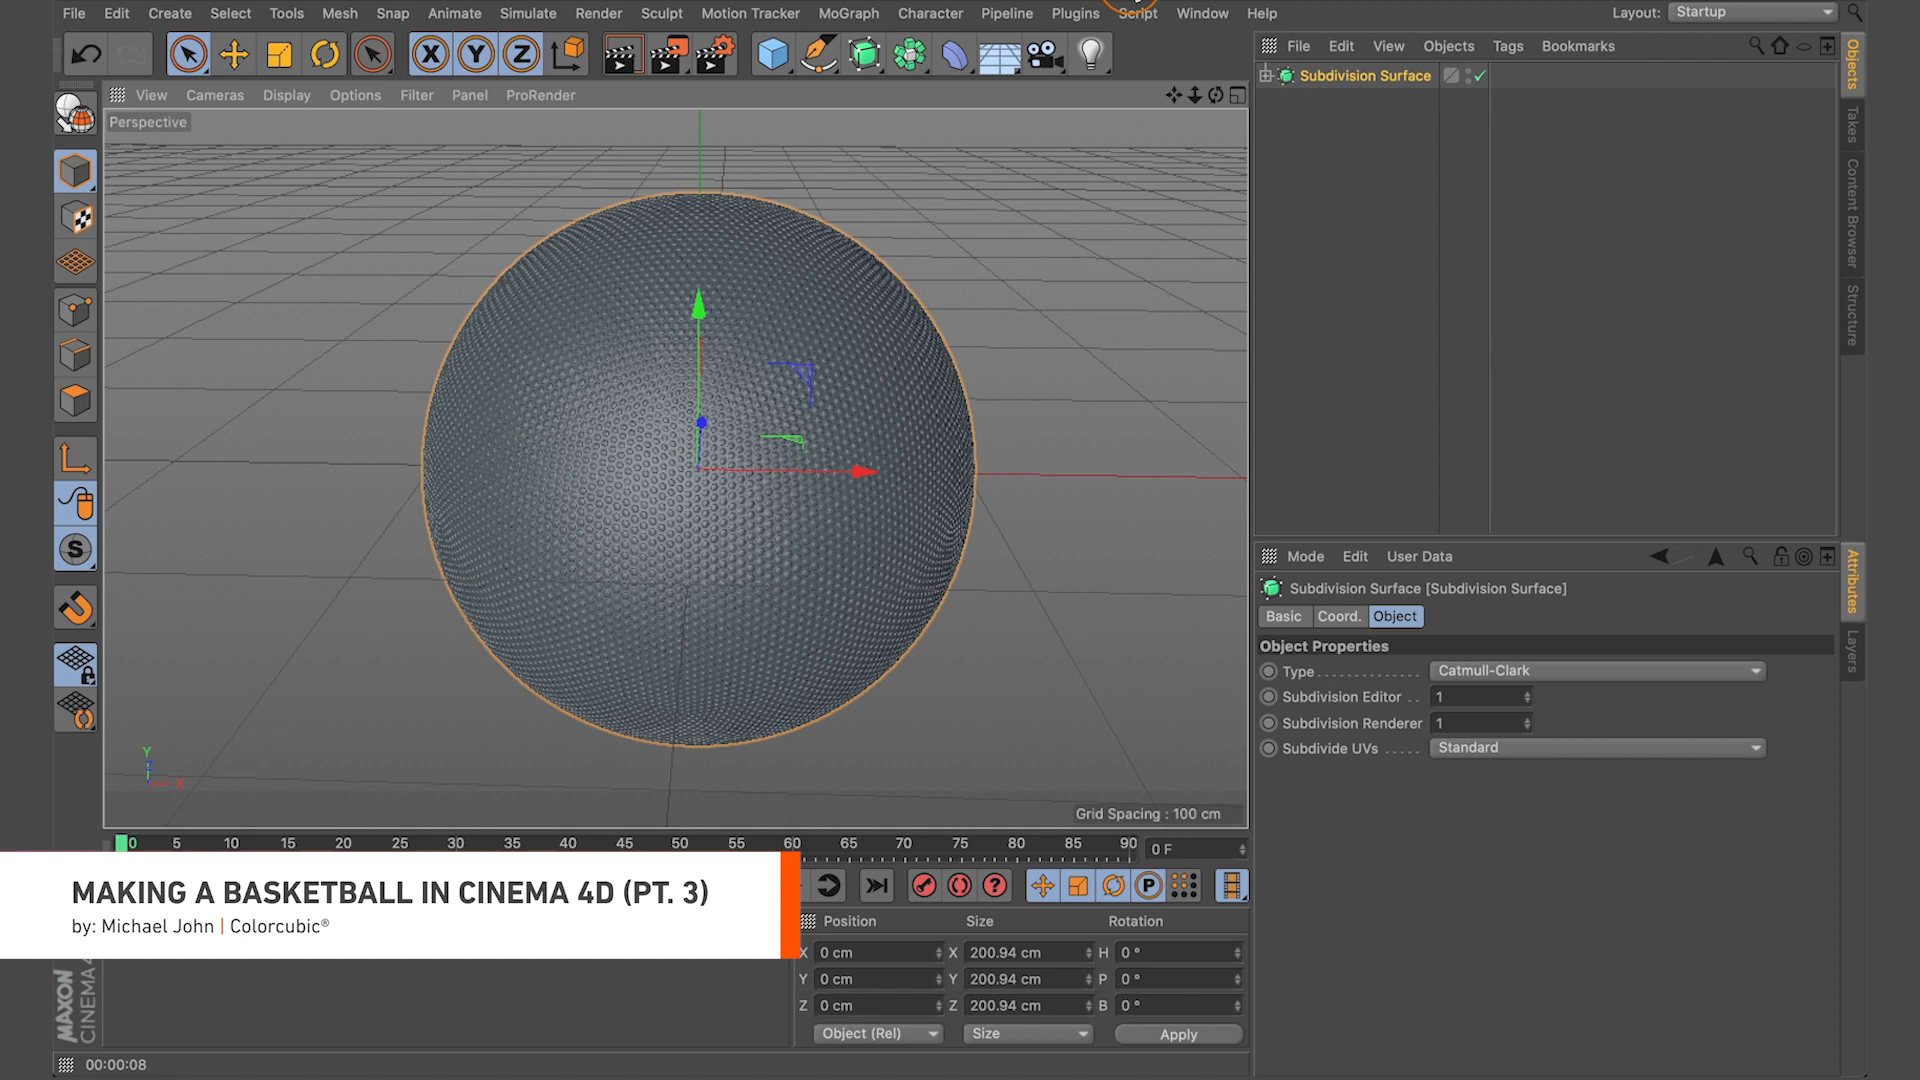 File Edit Create Select Tools Mesh Snap Animate Simulate Render Sculpt Motion Tracker MoGraph Character Pipeline Plugins Script Window Help
Layout: Startup
X Y Z
View Cameras Display Options Filter Panel ProRender
Perspective
File Edit View Objects Tags Bookmarks
Subdivision Surface
Objects
Takes
Content Browser
Structure
S
Y
X
Grid Spacing : 100 cm
Mode Edit User Data
Subdivision Surface [Subdivision Surface]
Basic Coord. Object
Object Properties
Type Catmull-Clark
Subdivision Editor 1
Subdivision Renderer 1
Subdivide UVs Standard
Attributes
Layers
0 5 10 15 20 25 30 35 40 45 50 55 60 65 70 75 80 85 90 0 F
MAKING A BASKETBALL IN CINEMA 4D (PT. 3)
by: Michael John | Colorcubic®
? P
Position Size Rotation
X 0 cm X 200.94 cm H 0 °
Y 0 cm Y 200.94 cm P 0 °
Z 0 cm Z 200.94 cm B 0 °
Object (Rel) Size Apply
MAXON
CINEMA 4
00:00:08